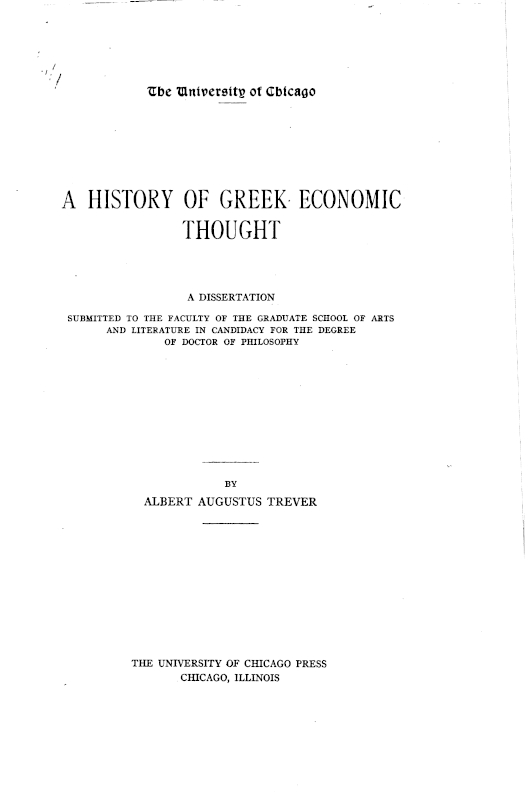 The University of Chicago
A HISTORY OF GREEK ECONOMIC
THOUGHT
A DISSERTATION
SUBMITTED TO THE FACULTY OF THE GRADUATE SCHOOL OF ARTS
AND LITERATURE IN CANDIDACY FOR THE DEGREE
OF DOCTOR OF PHILOSOPHY
BY
ALBERT AUGUSTUS TREVER
THE UNIVERSITY OF CHICAGO PRESS
CHICAGO, ILLINOIS